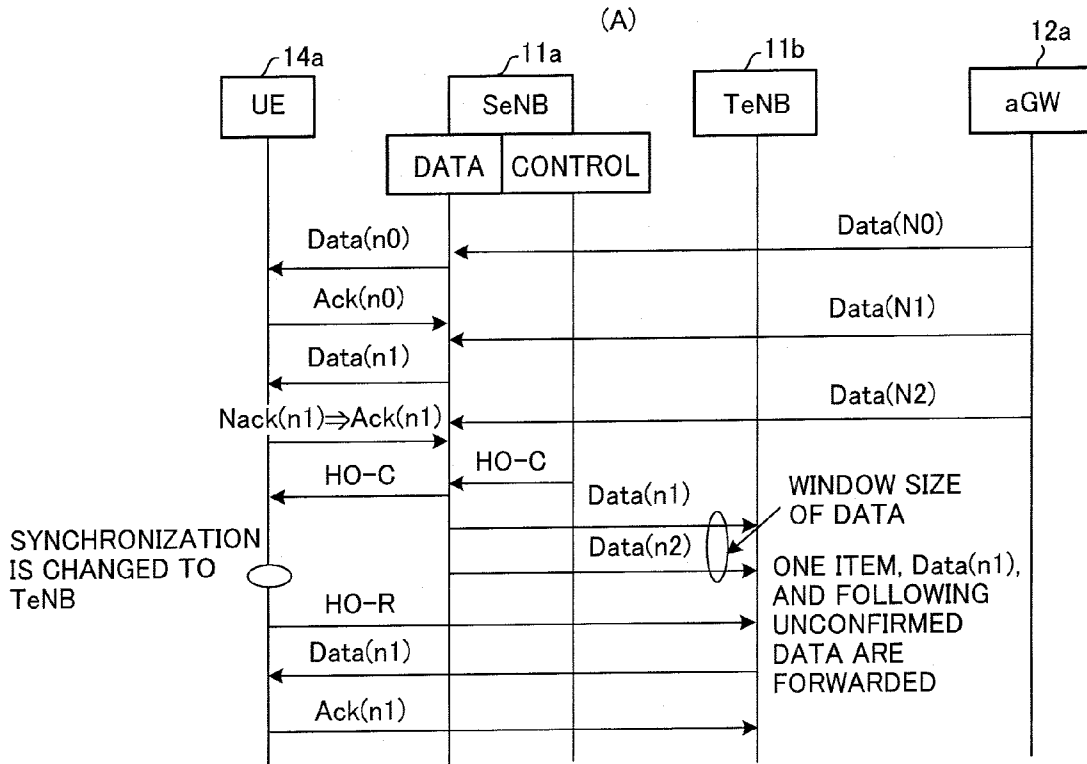 (A)
14a
11a
11b
12a
UE
SeNB
TeNB
aGW
DATA
CONTROL
Data(N0)
Data(n0)
Ack(n0)
Data(N1)
Data(n1)
Data(N2)
Nack(n1)⇒Ack(n1)
HO-C
HO-C
Data(n1)
WINDOW SIZE
OF DATA
Data(n2)
SYNCHRONIZATION
IS CHANGED TO
TeNB
ONE ITEM, Data(n1),
AND FOLLOWING
UNCONFIRMED
DATA ARE
FORWARDED
HO-R
Data(n1)
Ack(n1)